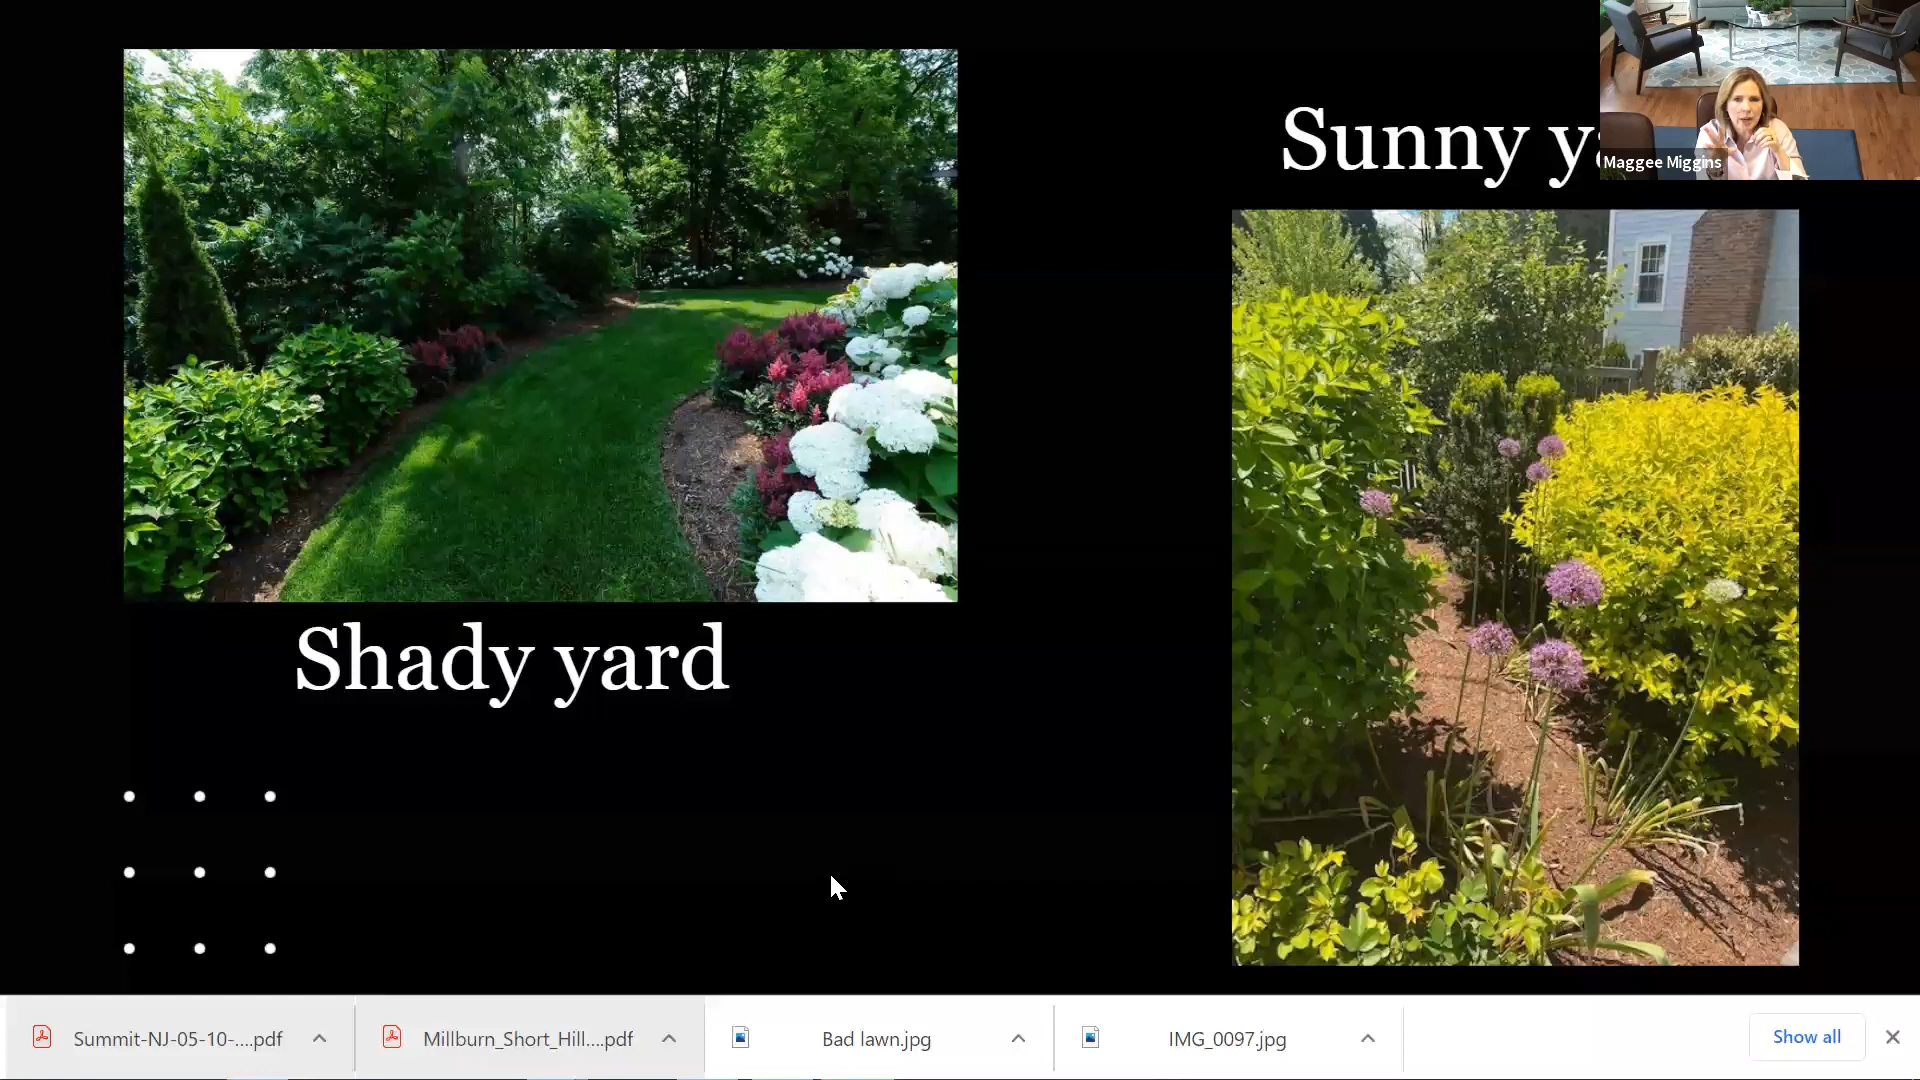 Sunny y
Maggee Miggins
Shady yard
Summit-NJ-05-10-....pdf
Millburn_Short_Hill....pdf
Bad lawn.jpg
IMG_0097.jpg
Show all